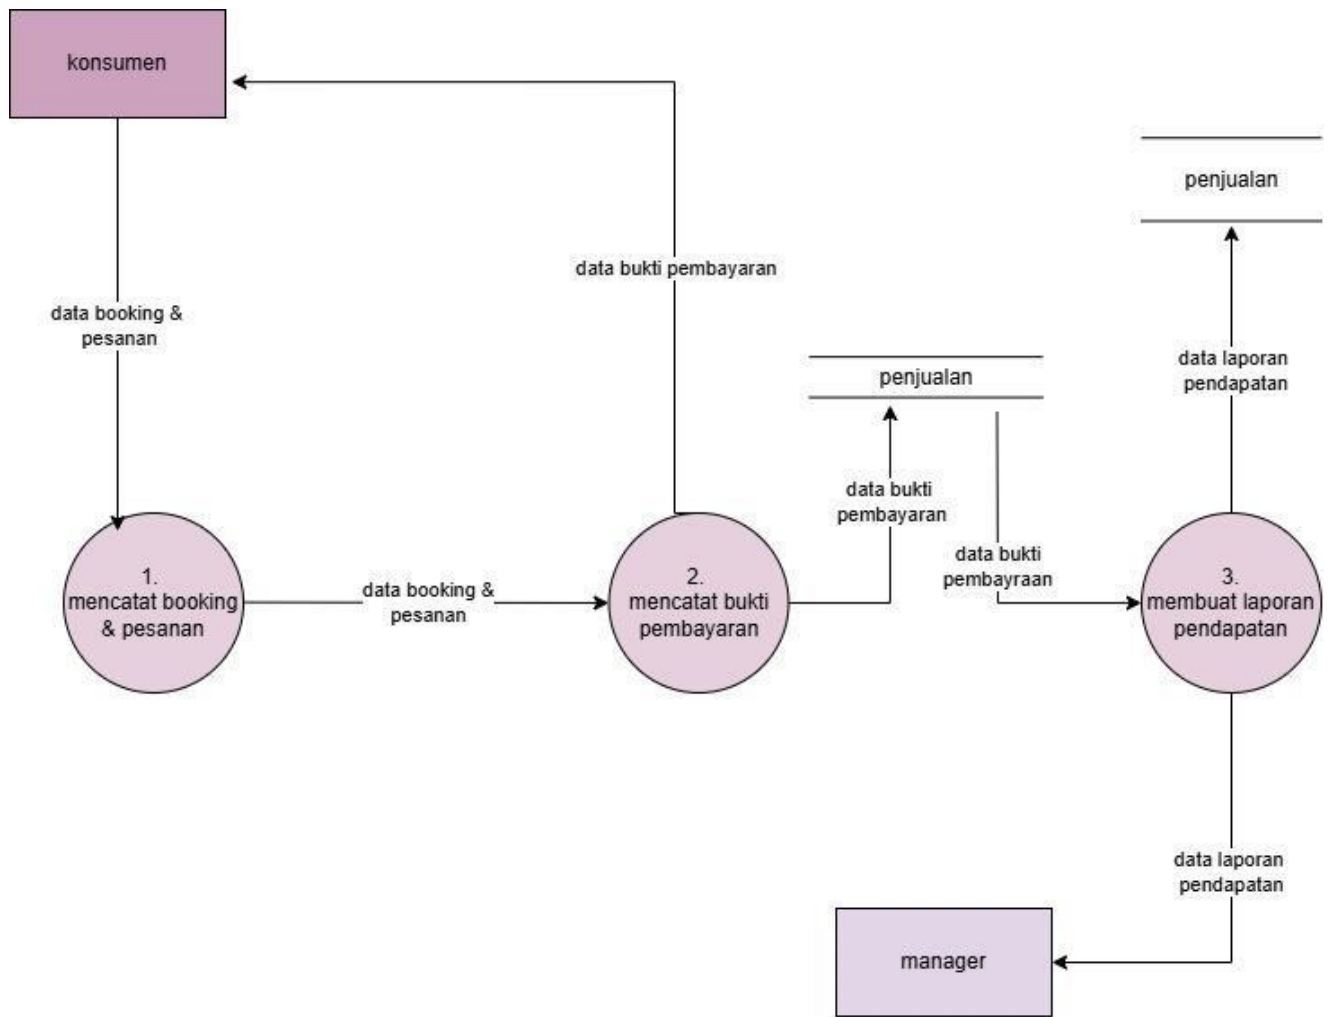 konsumen
penjualan
data bukti pembayaran
data booking &
pesanan
data laporan
pendapatan
penjualan
data bukti
pembayaran
data bukti
pembayraan
1.
mencatat booking
& pesanan
data booking &
pesanan
2.
mencatat bukti
pembayaran
3.
membuat laporan
pendapatan
data laporan
pendapatan
manager